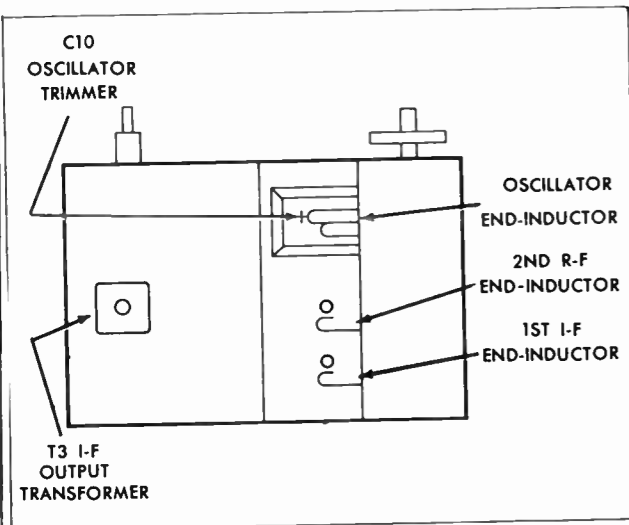 C10
OSCILLATOR
TRIMMER
OSCILLATOR
END-INDUCTOR
2ND R-F
END-INDUCTOR
1ST I-F
END-INDUCTOR
T3 I-F
OUTPUT
TRANSFORMER